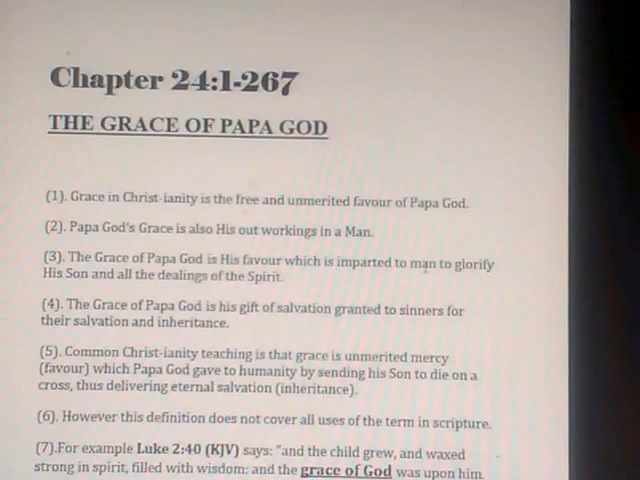 Chapter 24:1-267
THE GRACE OF PAPA GOD
(1). Grace in Christ-ianity is the free and unmerited favour of Papa God.
(2). Papa God's Grace is also His out workings in a Man.
(3). The Grace of Papa God is His favour which is imparted to man to glorify
His Son and all the dealings of the Spirit.
(4). The Grace of Papa God is his gift of salvation granted to sinners for
their salvation and inheritance.
(5). Common Christ-ianity teaching is that grace is unmerited mercy
(favour) which Papa God gave to humanity by sending his Son to die on a
cross, thus delivering eternal salvation (inheritance).
(6). However this definition does not cover all uses of the term in scripture.
(7).For example Luke 2:40 (KJV) says: "and the child grew, and waxed
strong in spirit, filled with wisdom: and the grace of God was upon him.